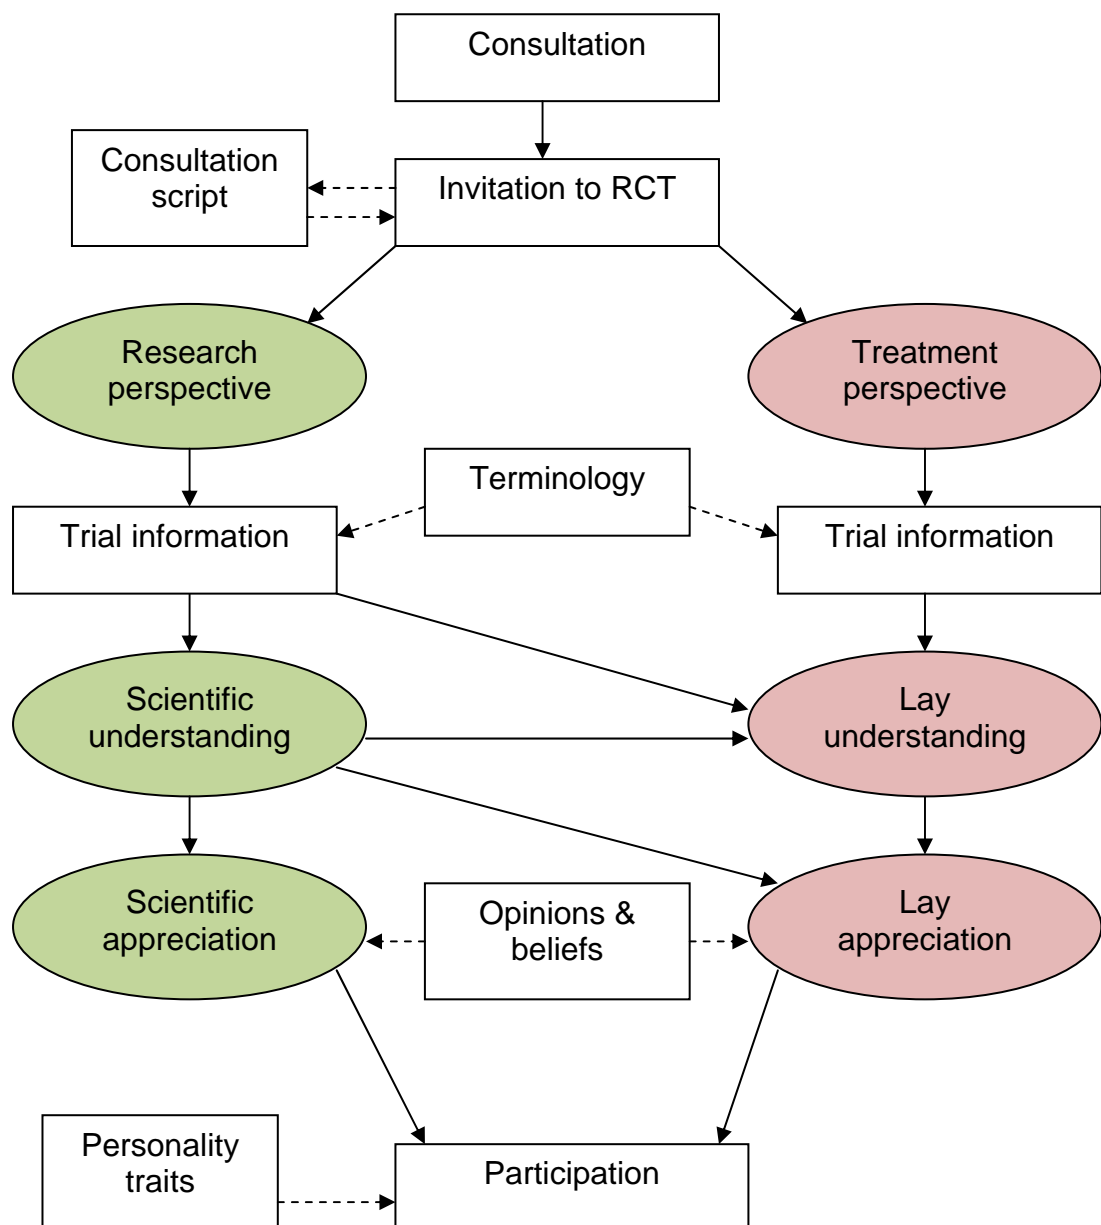 Consultation
Consultation
script
Invitation to RCT
Research
perspective
Treatment
perspective
Terminology
Trial information
Trial information
Scientific
understanding
Lay
understanding
Scientific
appreciation
Opinions &
beliefs
Lay
appreciation
Personality
traits
Participation